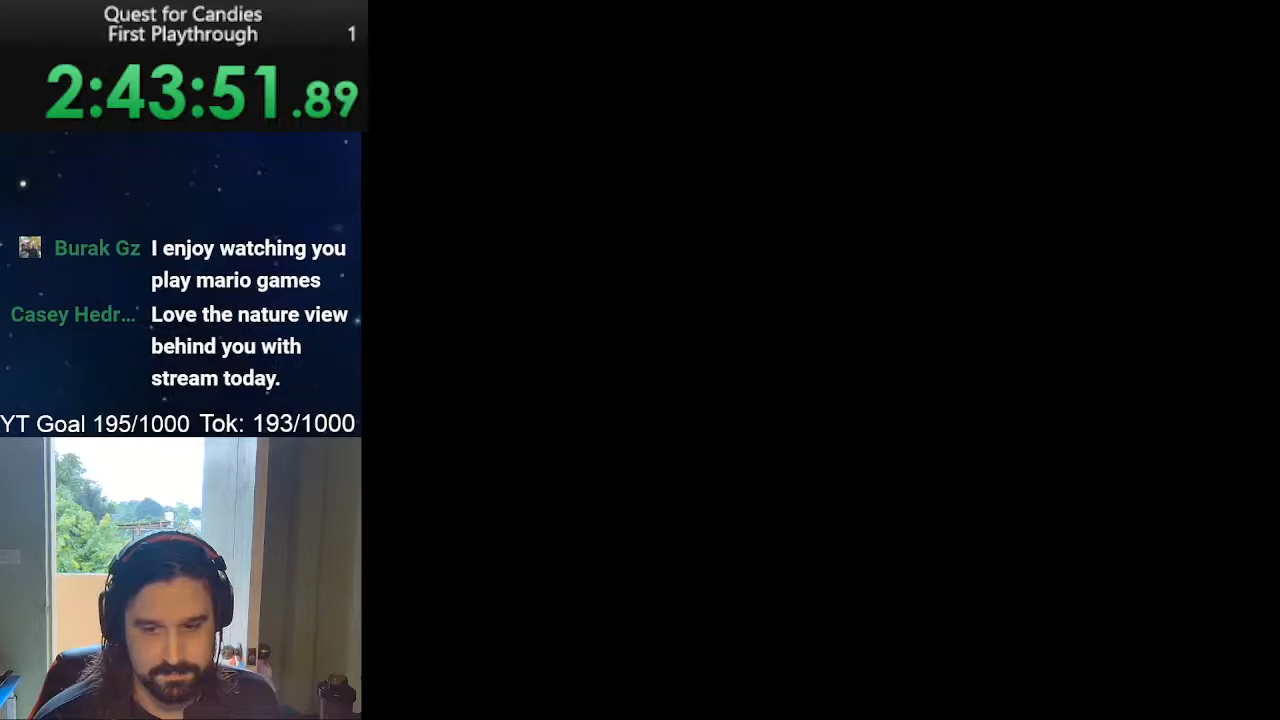 Quest for Candies
First Playthrough 1
2:43:51.89
Burak Gz I enjoy watching you
play mario games
Casey Hedr... Love the nature view
behind you with
stream today.
YT Goal 195/1000 Tok: 193/1000